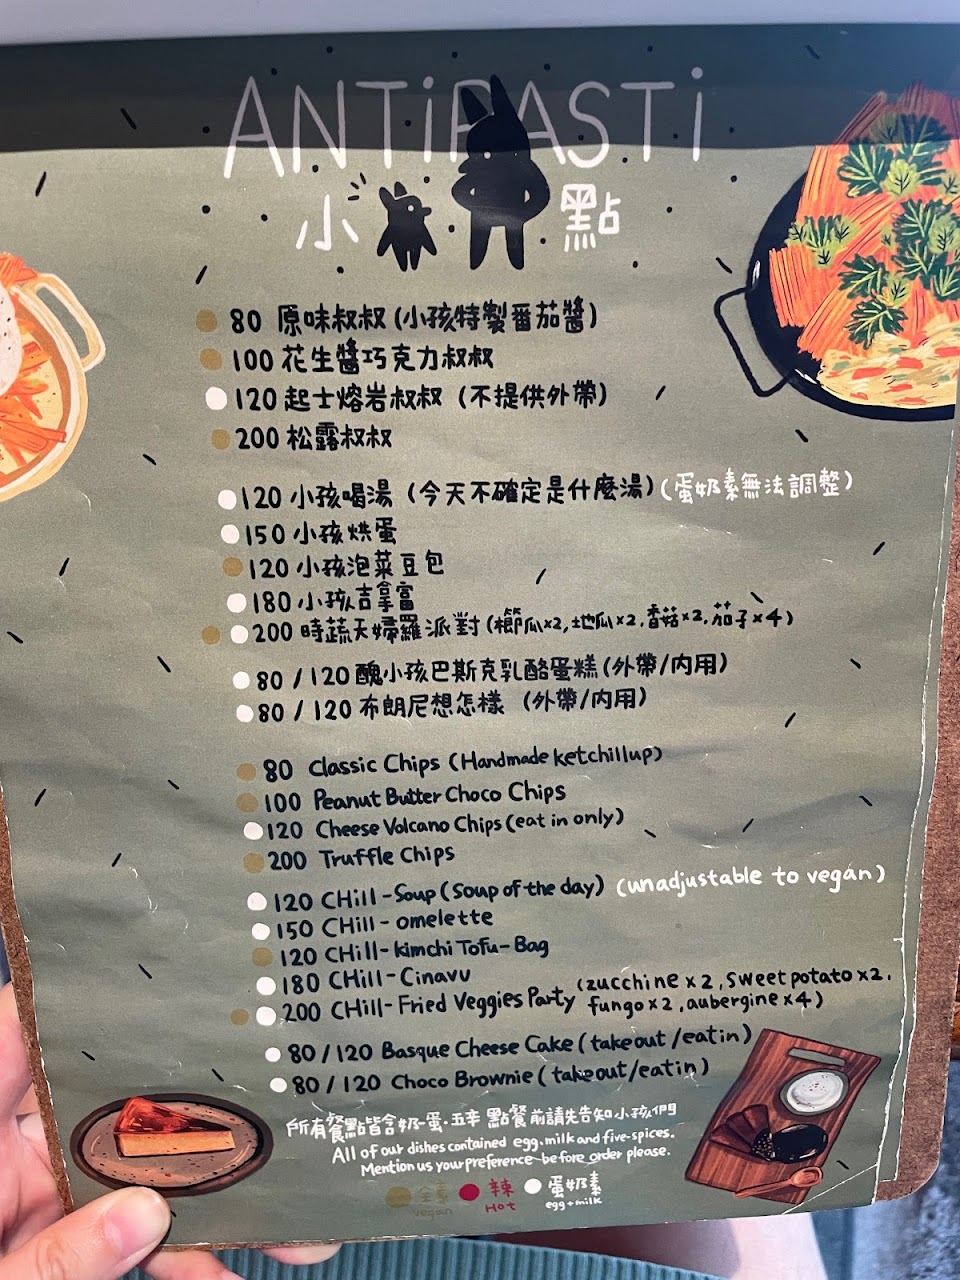 ANTiPASTi
小 點
80 原味叔叔 (小孩特製番茄醬)
100 花生醬巧克力叔叔
120 起士熔岩叔叔 (不提供外帶)
200 松露叔叔
120 小孩喝湯 (今天不確定是什麼湯) (蛋奶素無法調整)
150 小孩烘蛋
120 小孩泡菜豆包
180 小孩吉拿富
200 時蔬天婦羅派對 (櫛瓜x2,地瓜x2,香菇x2,茄子x4)
80 / 120 醜小孩巴斯克乳酪蛋糕 (外帶/內用)
80 / 120 布朗尼想怎樣 (外帶/內用)
80 Classic Chips (Handmade ketchillup)
100 Peanut Butter Choco Chips
120 Cheese Volcano Chips (eat in only)
200 Truffle Chips
120 CHill-Soup (Soup of the day) (unadjustable to vegan)
150 CHill-omelette
120 CHill-kimchi Tofu-Bag
180 CHill-Cinavu
200 CHill-Fried Veggies Party (zucchine x 2, sweet potato x 2,
fungo x 2, aubergine x 4)
80 / 120 Basque Cheese Cake (takeout/eatin)
80 / 120 Choco Brownie (takeout/eatin)
所有餐點皆含奶·蛋·五辛 點餐前請先告知小孩們
All of our dishes contained egg, milk and five-spices.
Mention us your preference before order please.
全素 辣 蛋奶素
vegan Hot egg+milk